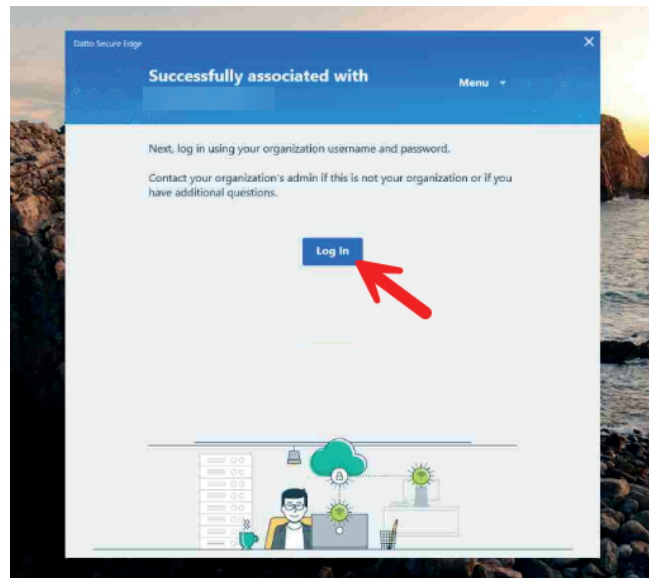 Datto Secure Edge
Successfully associated with
Menu
Next, log in using your organization username and password.
Contact your organization's admin if this is not your organization or if you
have additional questions.
Log In